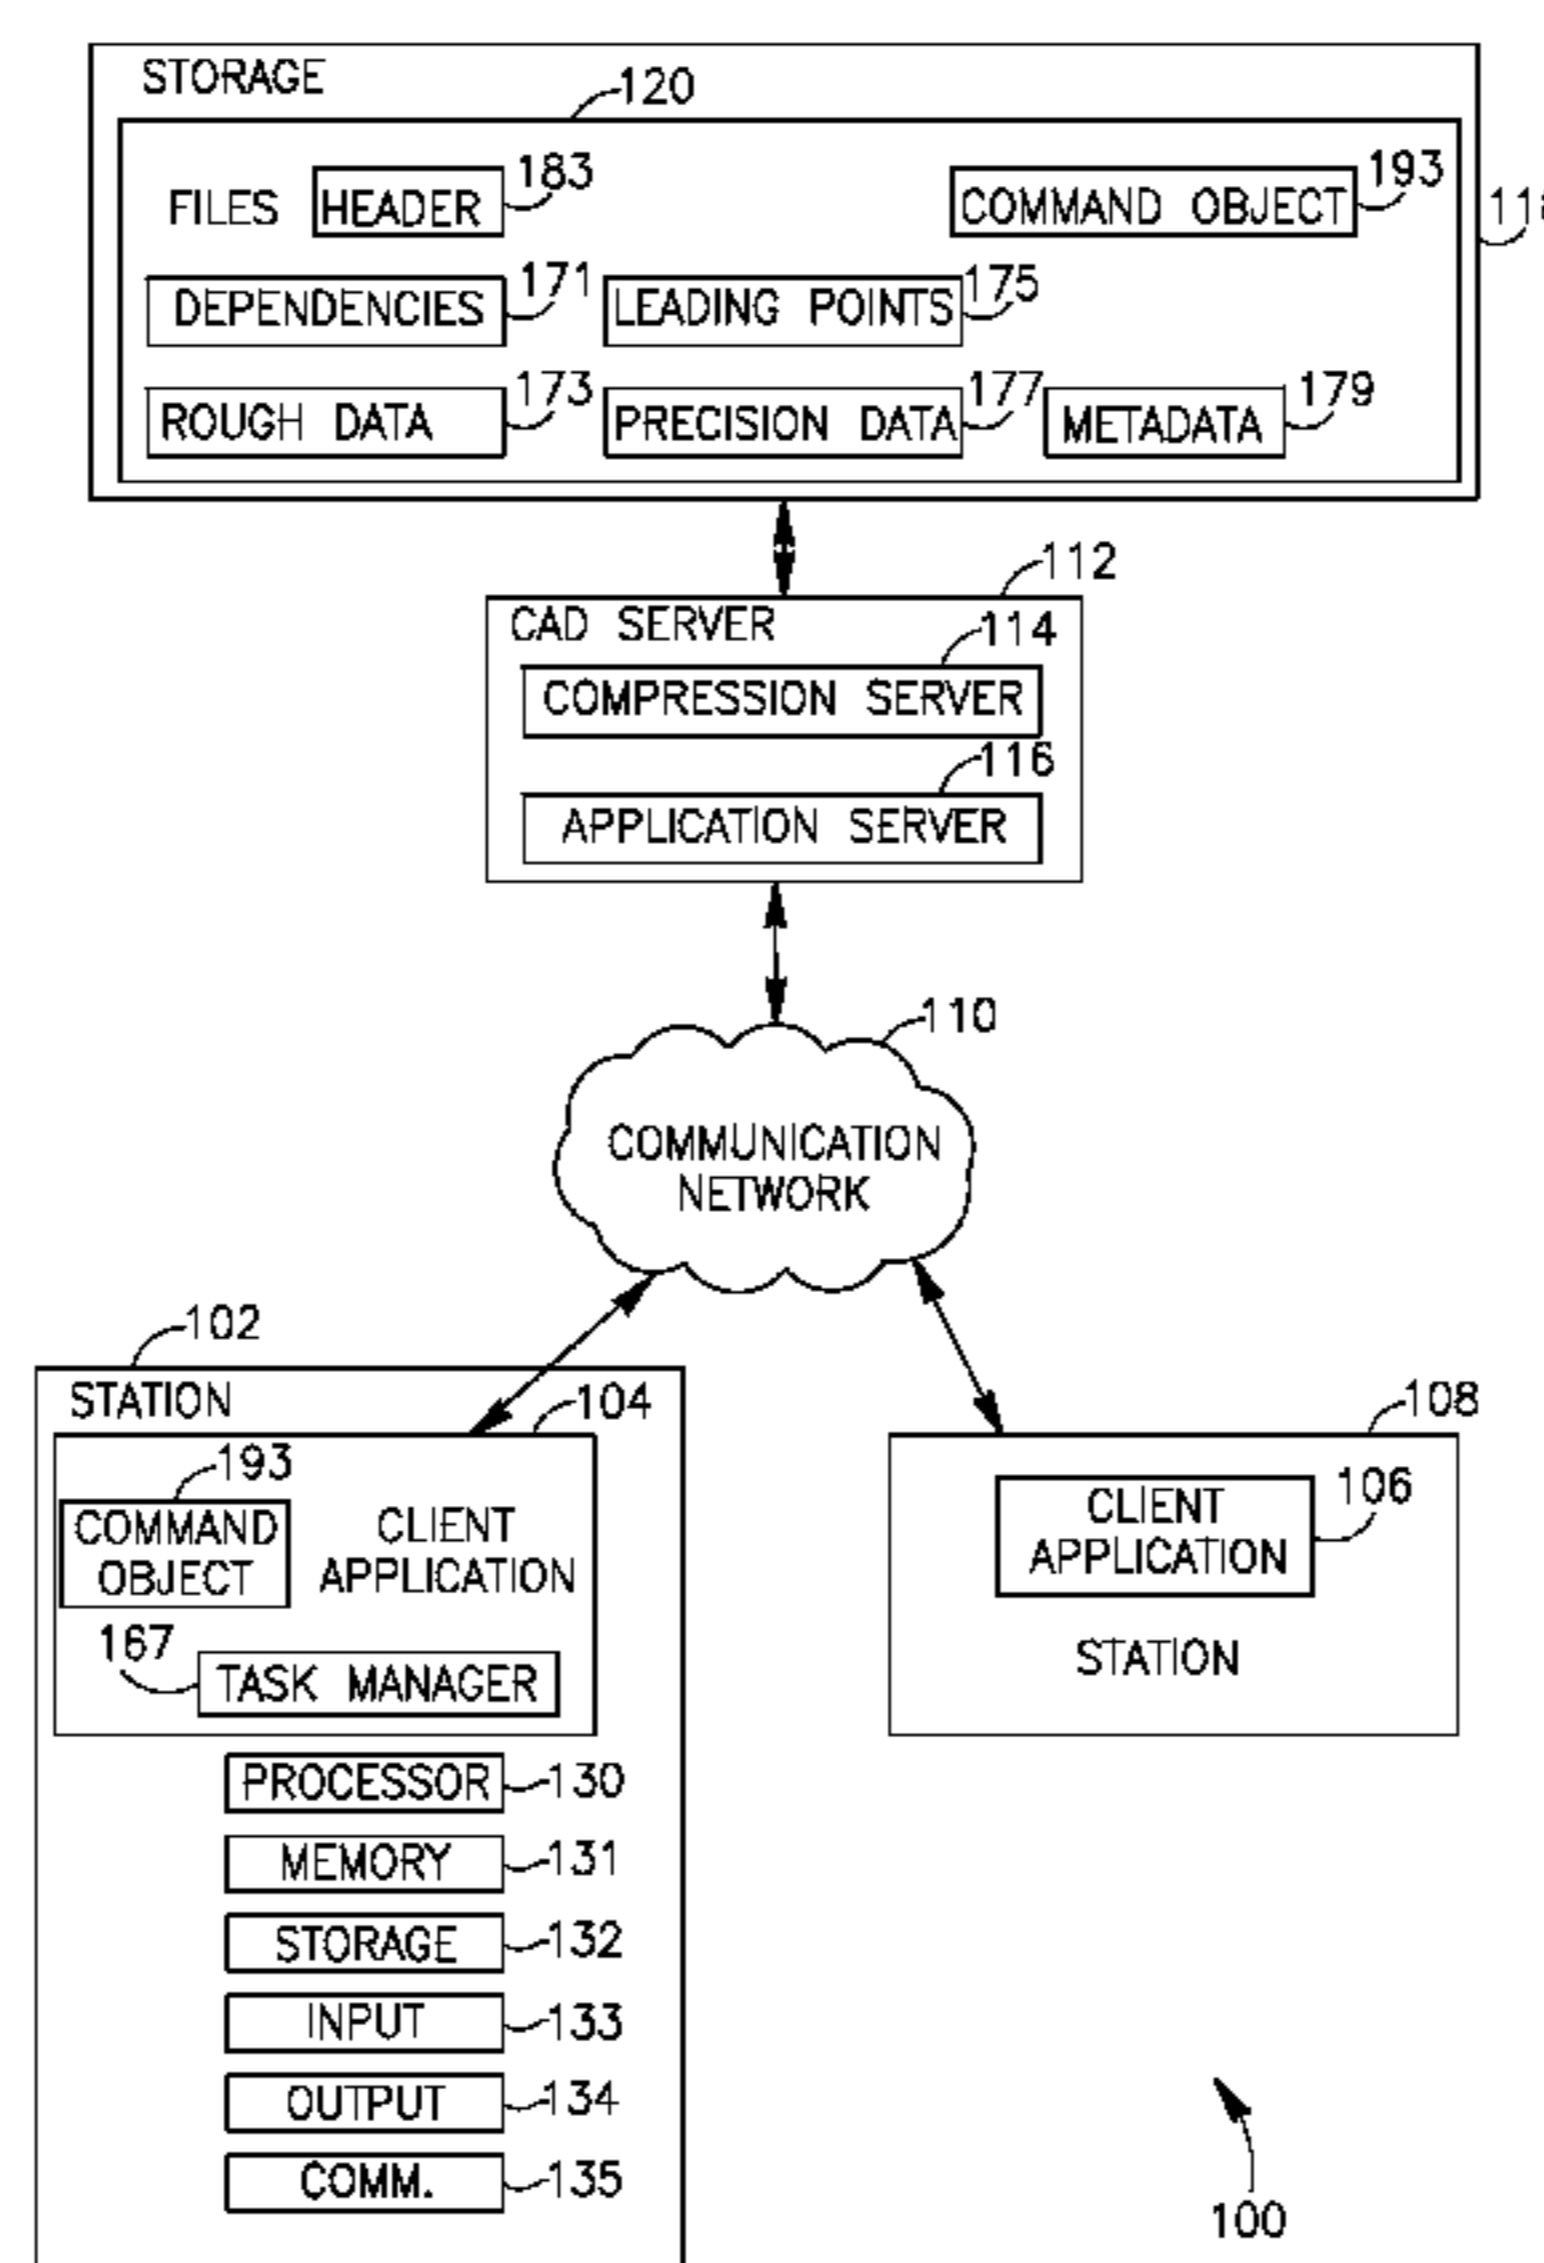 STORAGE
120
FILES HEADER 183 COMMAND OBJECT 193
DEPENDENCIES 171 LEADING POINTS 175
ROUGH DATA 173 PRECISION DATA 177 METADATA 179
112
CAD SERVER
114
COMPRESSION SERVER
116
APPLICATION SERVER
110
COMMUNICATION
NETWORK
102
STATION
104
193
COMMAND
OBJECT
CLIENT
APPLICATION
167
TASK MANAGER
PROCESSOR 130
MEMORY 131
STORAGE 132
INPUT 133
OUTPUT 134
COMM. 135
108
CLIENT
APPLICATION
106
STATION
100